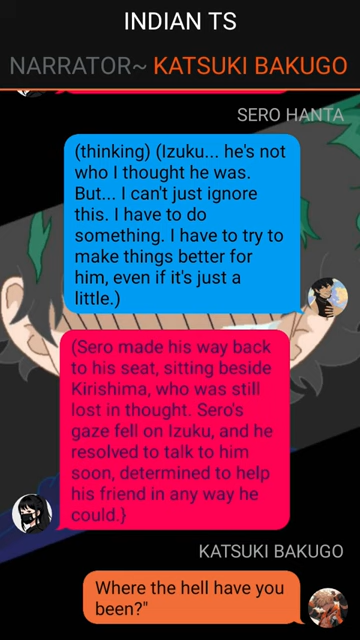 INDIAN TS
NARRATOR~ KATSUKI BAKUGO
SERO HANTA
(thinking) (Izuku... he's not
who I thought he was.
But... I can't just ignore
this. I have to do
something. I have to try to
make things better for
him, even if it's just a
little.)
(Sero made his way back
to his seat, sitting beside
Kirishima, who was still
lost in thought. Sero's
gaze fell on Izuku, and he
resolved to talk to him
soon, determined to help
his friend in any way he
could.}
KATSUKI BAKUGO
Where the hell have you
been?"